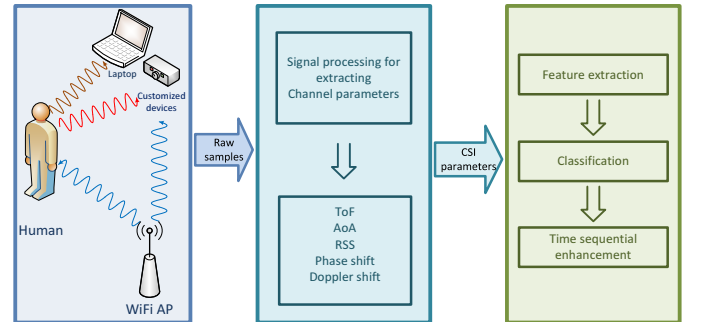 Laptop
Customized
devices
Human
WiFi AP
Raw
samples
Signal processing for
extracting
Channel parameters
ToF
AoA
RSS
Phase shift
Doppler shift
CSI
parameters
Feature extraction
Classification
Time sequential
enhancement